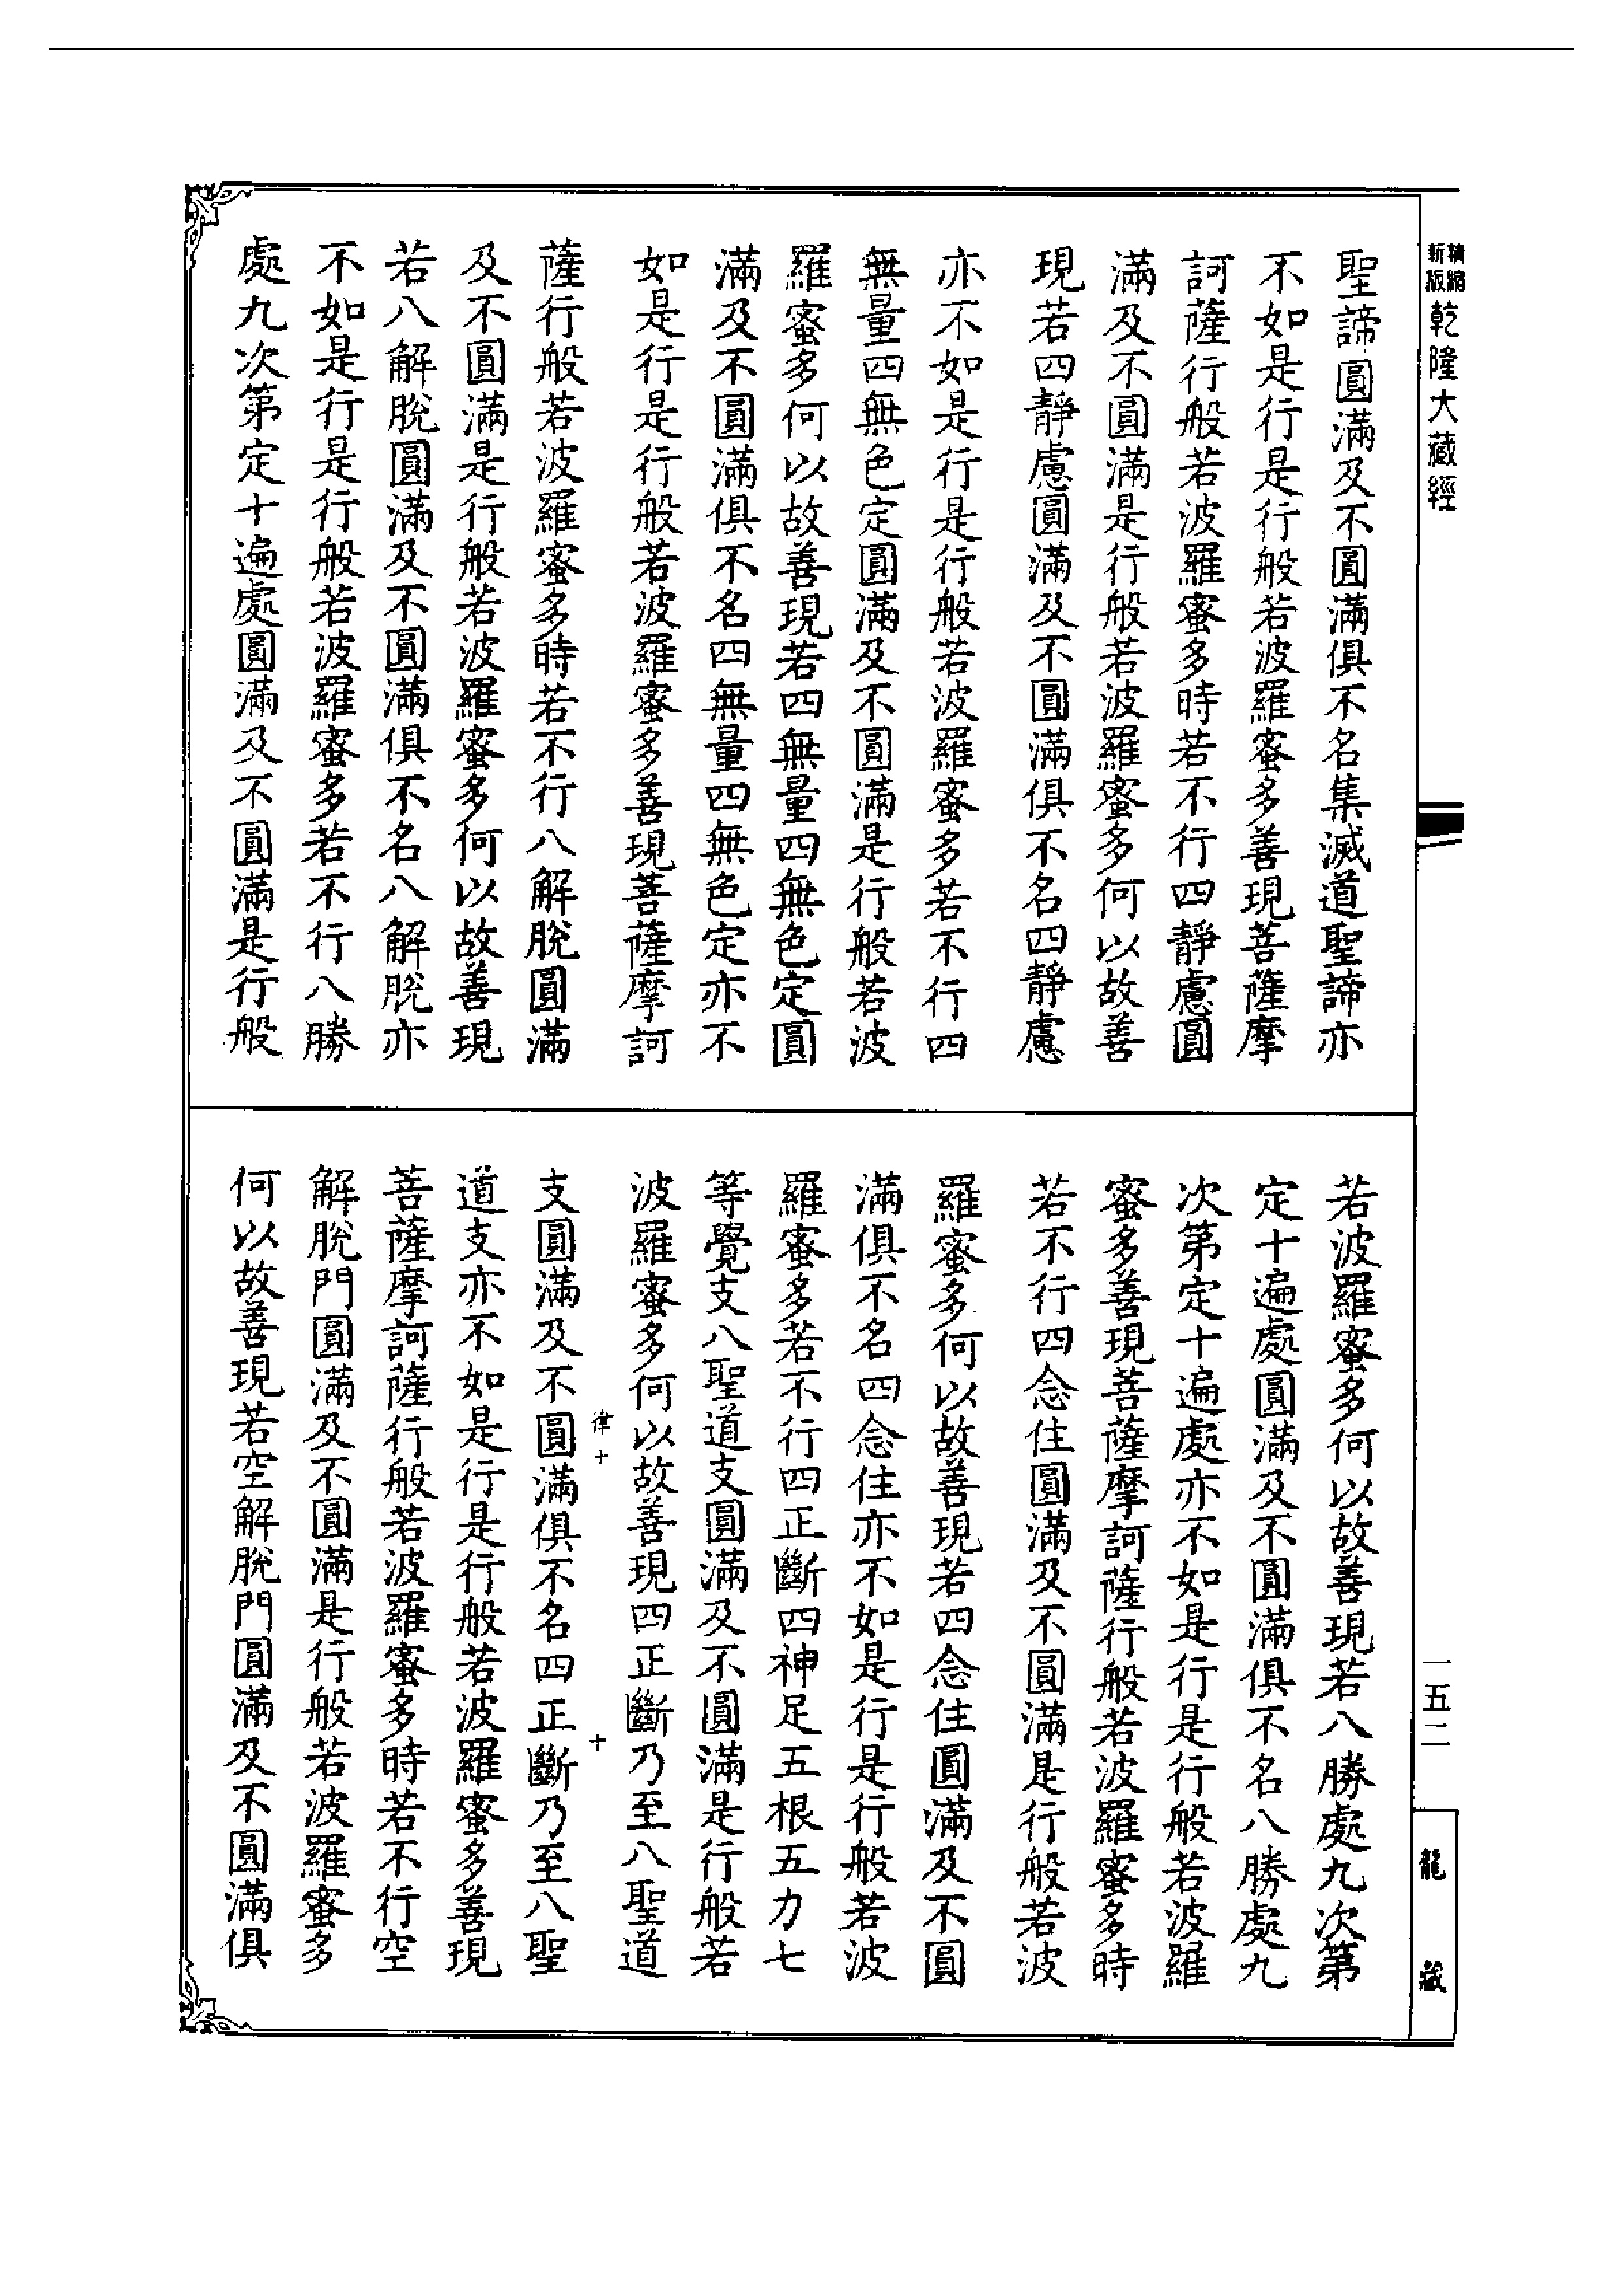 精縮新版 乾隆大藏經
聖諦圓滿及不圓滿俱不名集滅道聖諦亦
不如是行是行般若波羅蜜多善現菩薩摩
訶薩行般若波羅蜜多時若不行四靜慮圓
滿及不圓滿是行般若波羅蜜多何以故善
現若四靜慮圓滿及不圓滿俱不名四靜慮
亦不如是行是行般若波羅蜜多若不行四
無量四無色定圓滿及不圓滿是行般若波
羅蜜多何以故善現若四無量四無色定圓
滿及不圓滿俱不名四無量四無色定亦不
如是行是行般若波羅蜜多善現菩薩摩訶
薩行般若波羅蜜多時若不行八解脫圓滿
及不圓滿是行般若波羅蜜多何以故善現
若八解脫圓滿及不圓滿俱不名八解脫亦
不如是行是行般若波羅蜜多若不行八勝
處九次第定十遍處圓滿及不圓滿是行般
若波羅蜜多何以故善現若八勝處九次第
定十遍處圓滿及不圓滿俱不名八勝處九
次第定十遍處亦不如是行是行般若波羅
蜜多善現菩薩摩訶薩行般若波羅蜜多時
若不行四念住圓滿及不圓滿是行般若波
羅蜜多何以故善現若四念住圓滿及不圓
滿俱不名四念住亦不如是行是行般若波
羅蜜多若不行四正斷四神足五根五力七
等覺支八聖道支圓滿及不圓滿是行般若
波羅蜜多何以故善現四正斷乃至八聖道
律十 十
支圓滿及不圓滿俱不名四正斷乃至八聖
道支亦不如是行是行般若波羅蜜多善現
菩薩摩訶薩行般若波羅蜜多時若不行空
解脫門圓滿及不圓滿是行般若波羅蜜多
何以故善現若空解脫門圓滿及不圓滿俱
一五二
龍藏